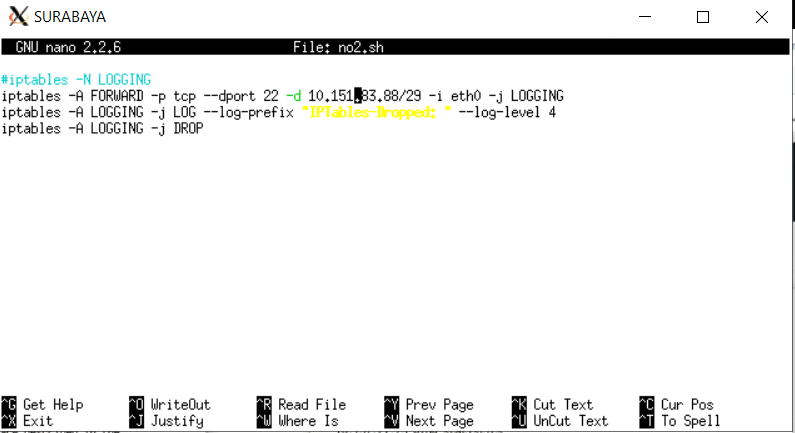 SURABAYA
GNU nano 2.2.6 File: no2.sh
#iptables -N LOGGING
iptables -A FORWARD -p tcp --dport 22 -d 10.151.83.88/29 -i eth0 -j LOGGING
iptables -A LOGGING -j LOG --log-prefix "IPTables-Dropped: " --log-level 4
iptables -A LOGGING -j DROP
^G Get Help ^O WriteOut ^R Read File ^Y Prev Page ^K Cut Text ^C Cur Pos
^X Exit ^J Justify ^W Where Is ^V Next Page ^U UnCut Text ^T To Spell